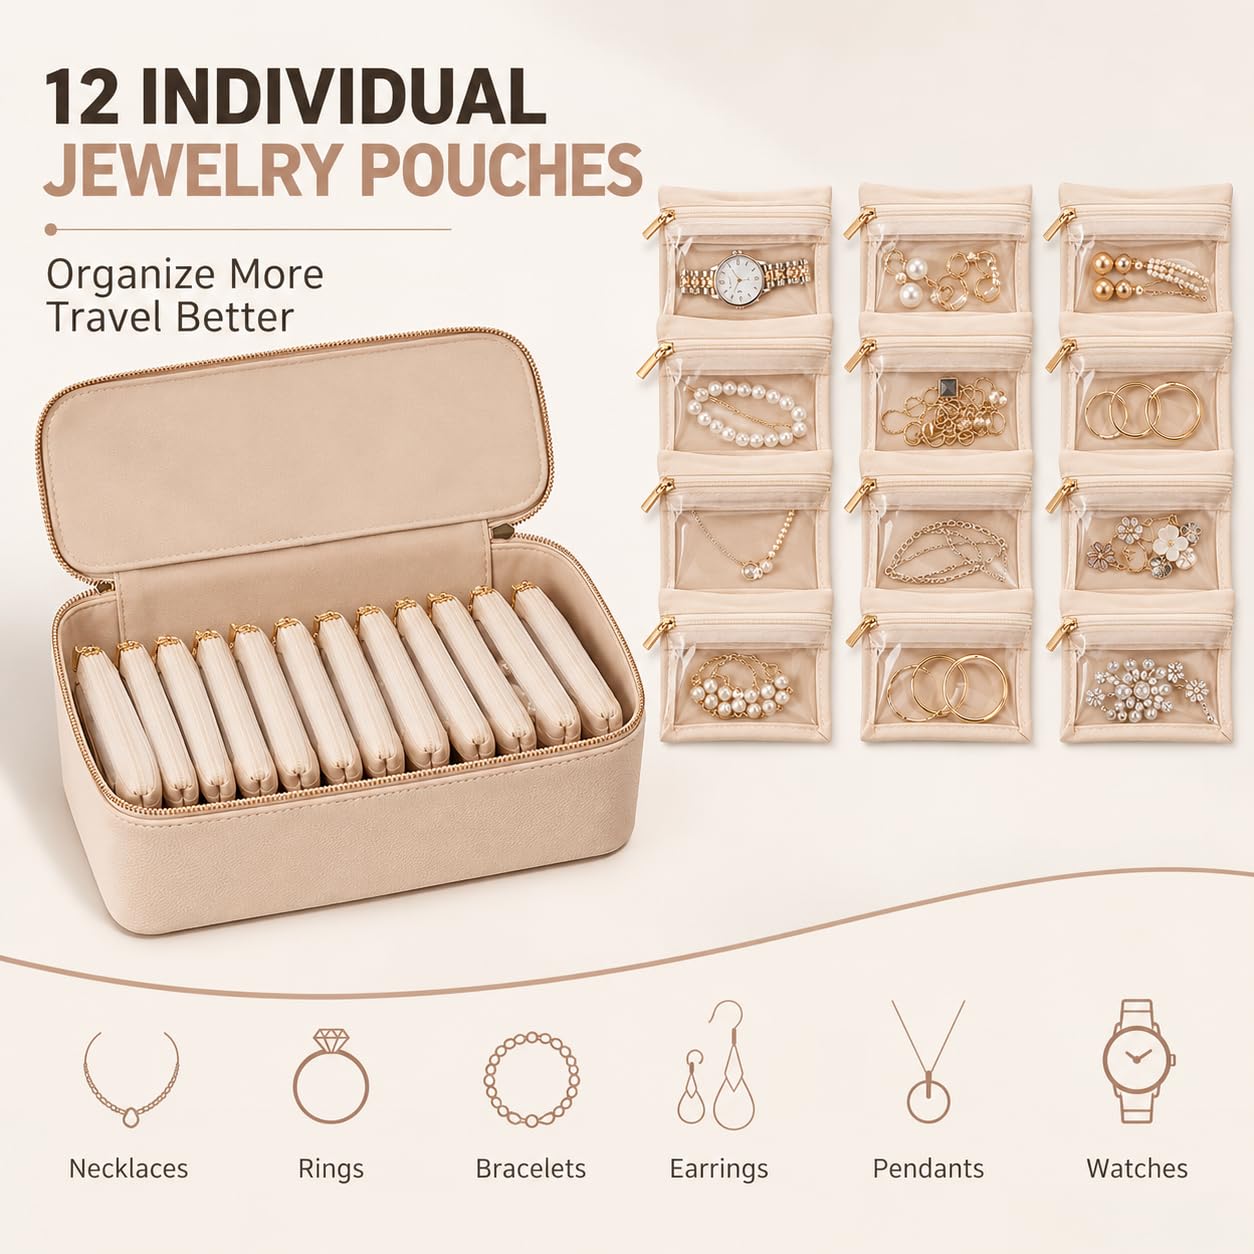 12 INDIVIDUAL
JEWELRY POUCHES
Organize More
Travel Better
Necklaces
Rings
Bracelets
Earrings
Pendants
Watches